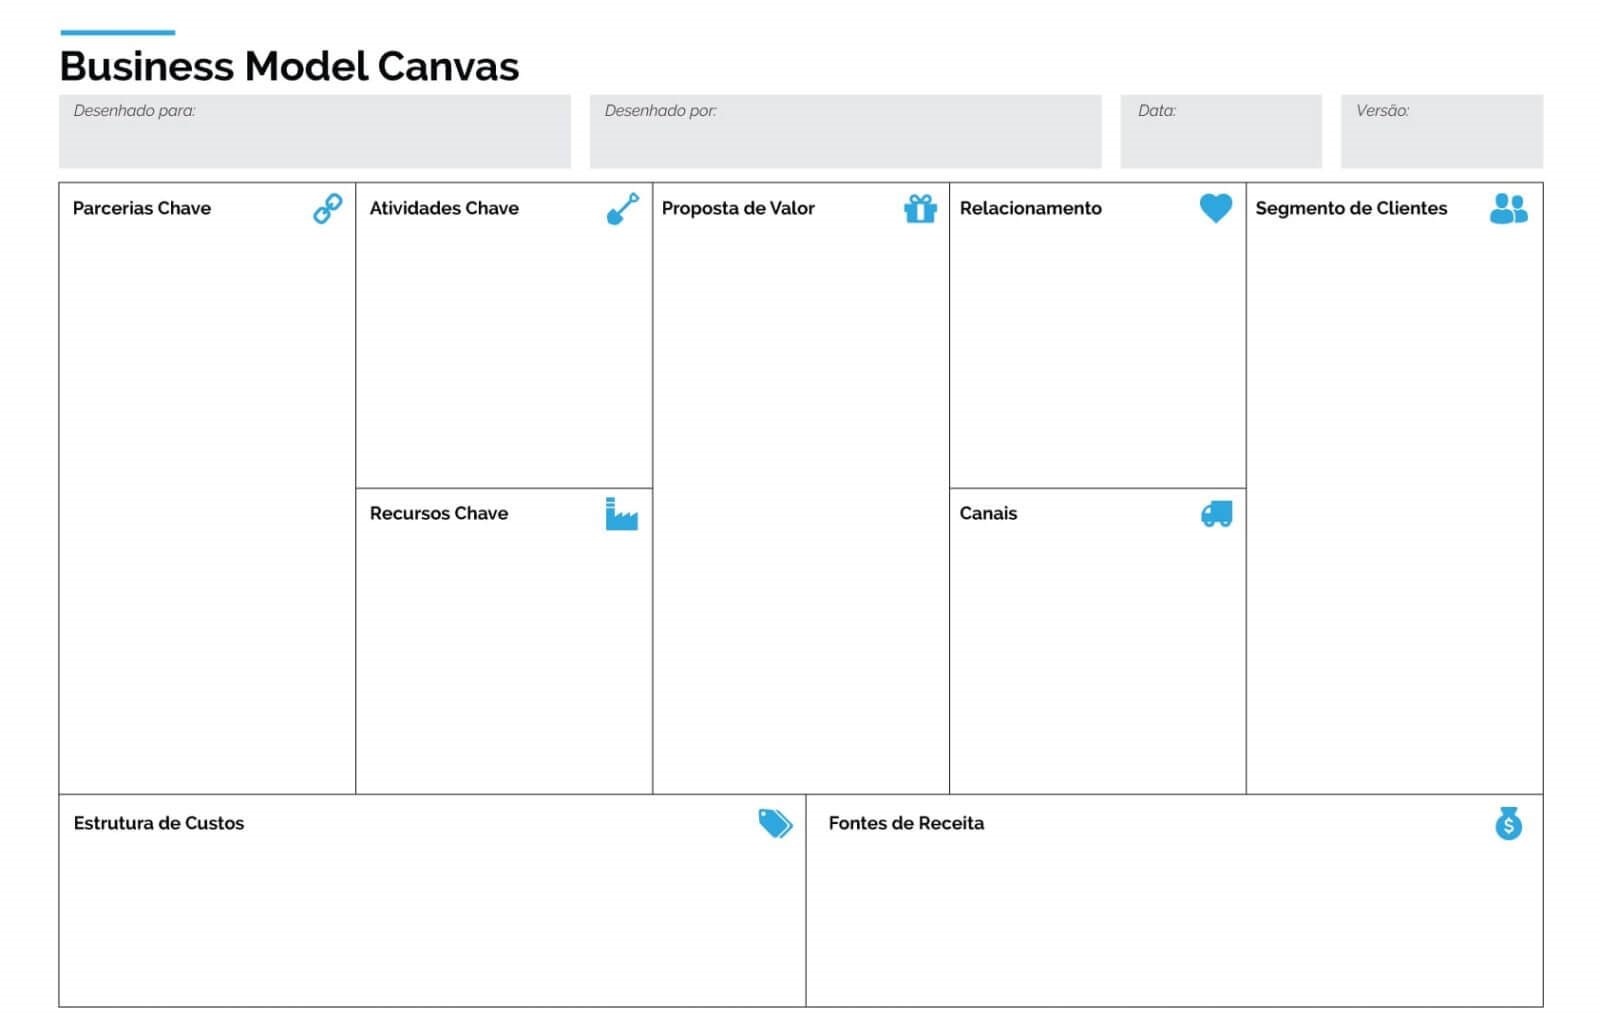 Business Model Canvas
Desenhado para:
Desenhado por:
Data:
Versão:
Parcerias Chave
Atividades Chave
Proposta de Valor
Relacionamento
Segmento de Clientes
Recursos Chave
Canais
Estrutura de Custos
Fontes de Receita
$